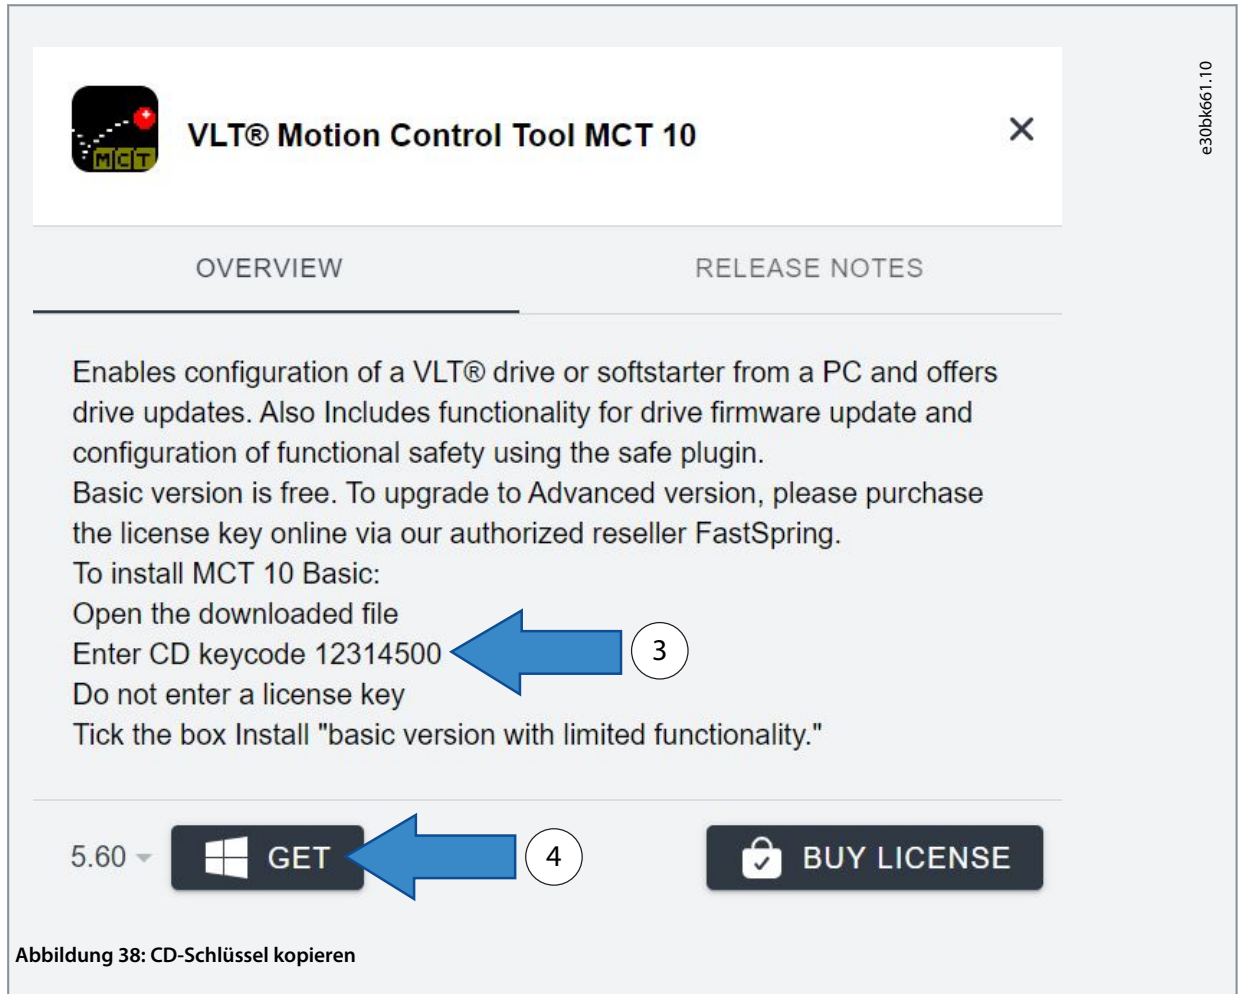 e30bk661.10
VLT® Motion Control Tool MCT 10
MCT
OVERVIEW
RELEASE NOTES
Enables configuration of a VLT® drive or softstarter from a PC and offers
drive updates. Also Includes functionality for drive firmware update and
configuration of functional safety using the safe plugin.
Basic version is free. To upgrade to Advanced version, please purchase
the license key online via our authorized reseller FastSpring.
To install MCT 10 Basic:
Open the downloaded file
Enter CD keycode 12314500
3
Do not enter a license key
Tick the box Install "basic version with limited functionality."
5.60
GET
4
BUY LICENSE
Abbildung 38: CD-Schlüssel kopieren